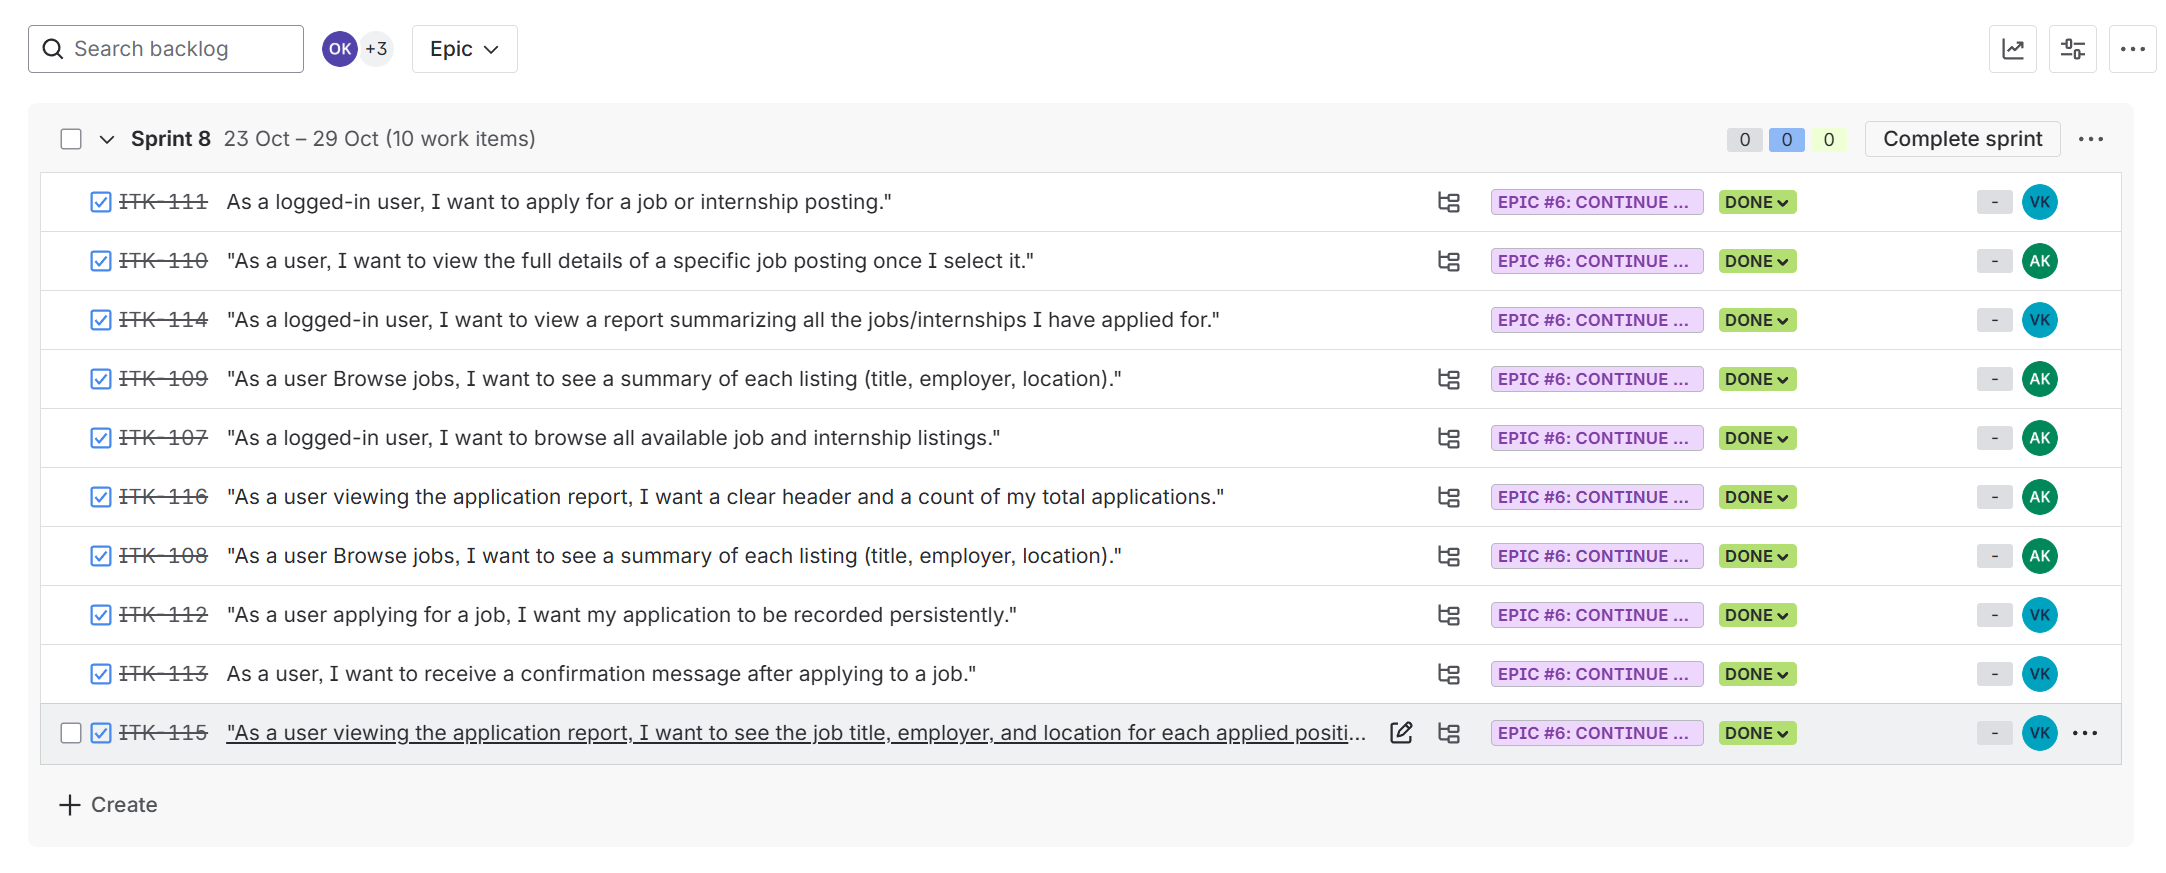 Search backlog OK +3 Epic
Sprint 8 23 Oct – 29 Oct (10 work items) 0 0 0 Complete sprint
ITK-111 As a logged-in user, I want to apply for a job or internship posting." EPIC #6: CONTINUE ... DONE - VK
ITK-110 "As a user, I want to view the full details of a specific job posting once I select it." EPIC #6: CONTINUE ... DONE - AK
ITK-114 "As a logged-in user, I want to view a report summarizing all the jobs/internships I have applied for." EPIC #6: CONTINUE ... DONE - VK
ITK-109 "As a user Browse jobs, I want to see a summary of each listing (title, employer, location)." EPIC #6: CONTINUE ... DONE - AK
ITK-107 "As a logged-in user, I want to browse all available job and internship listings." EPIC #6: CONTINUE ... DONE - AK
ITK-116 "As a user viewing the application report, I want a clear header and a count of my total applications." EPIC #6: CONTINUE ... DONE - AK
ITK-108 "As a user Browse jobs, I want to see a summary of each listing (title, employer, location)." EPIC #6: CONTINUE ... DONE - AK
ITK-112 "As a user applying for a job, I want my application to be recorded persistently." EPIC #6: CONTINUE ... DONE - VK
ITK-113 As a user, I want to receive a confirmation message after applying to a job." EPIC #6: CONTINUE ... DONE - VK
ITK-115 "As a user viewing the application report, I want to see the job title, employer, and location for each applied positi... EPIC #6: CONTINUE ... DONE - VK
Create